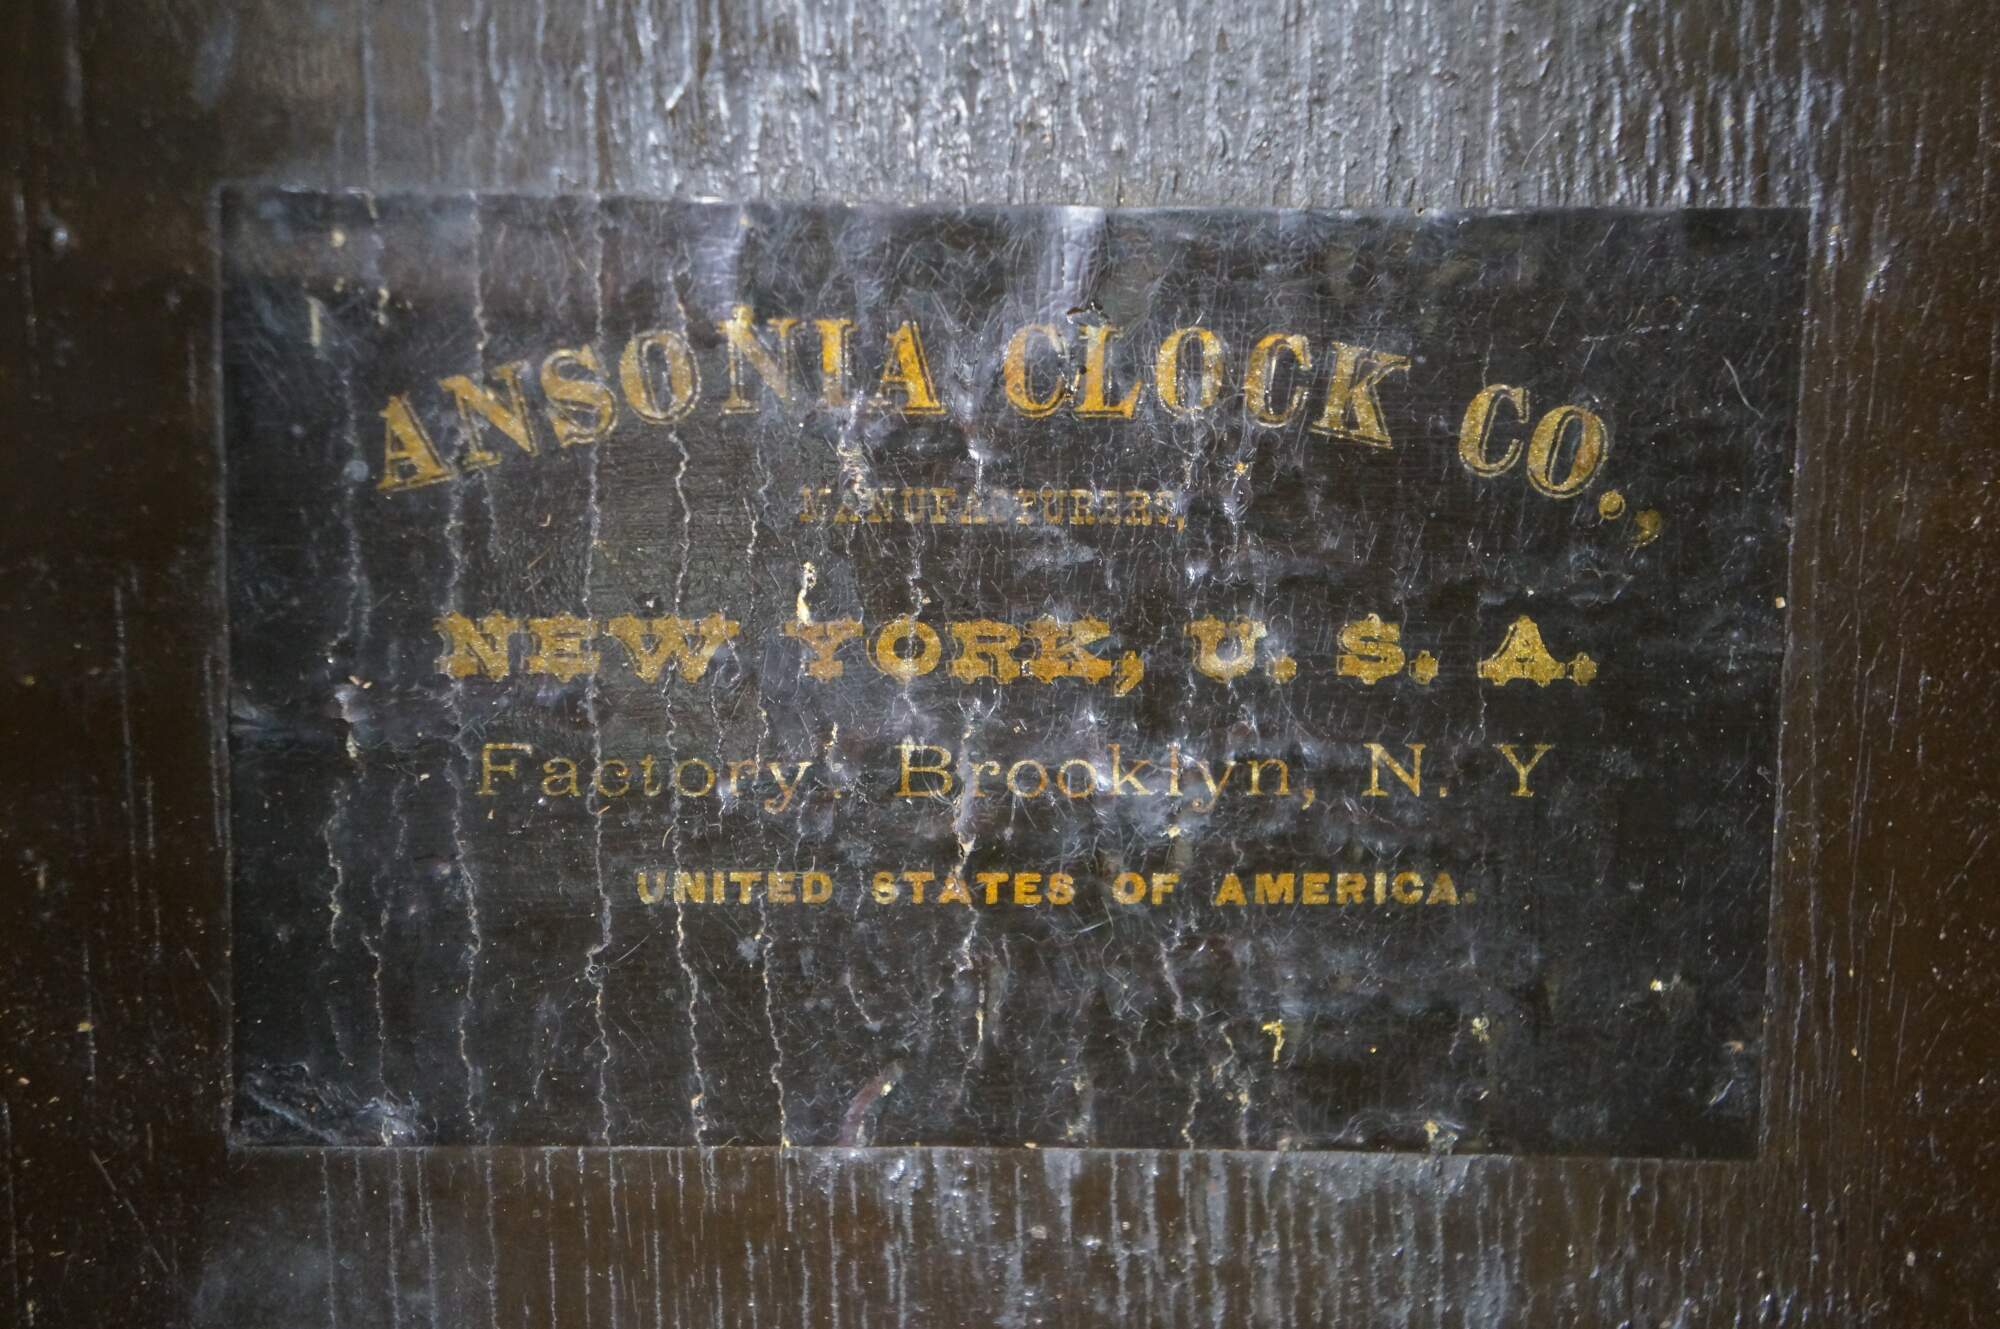 ANSONIA CLOCK CO.,
MANUFACTURERS,
NEW YORK, U. S. A.
Factory: Brooklyn, N. Y
UNITED STATES OF AMERICA.